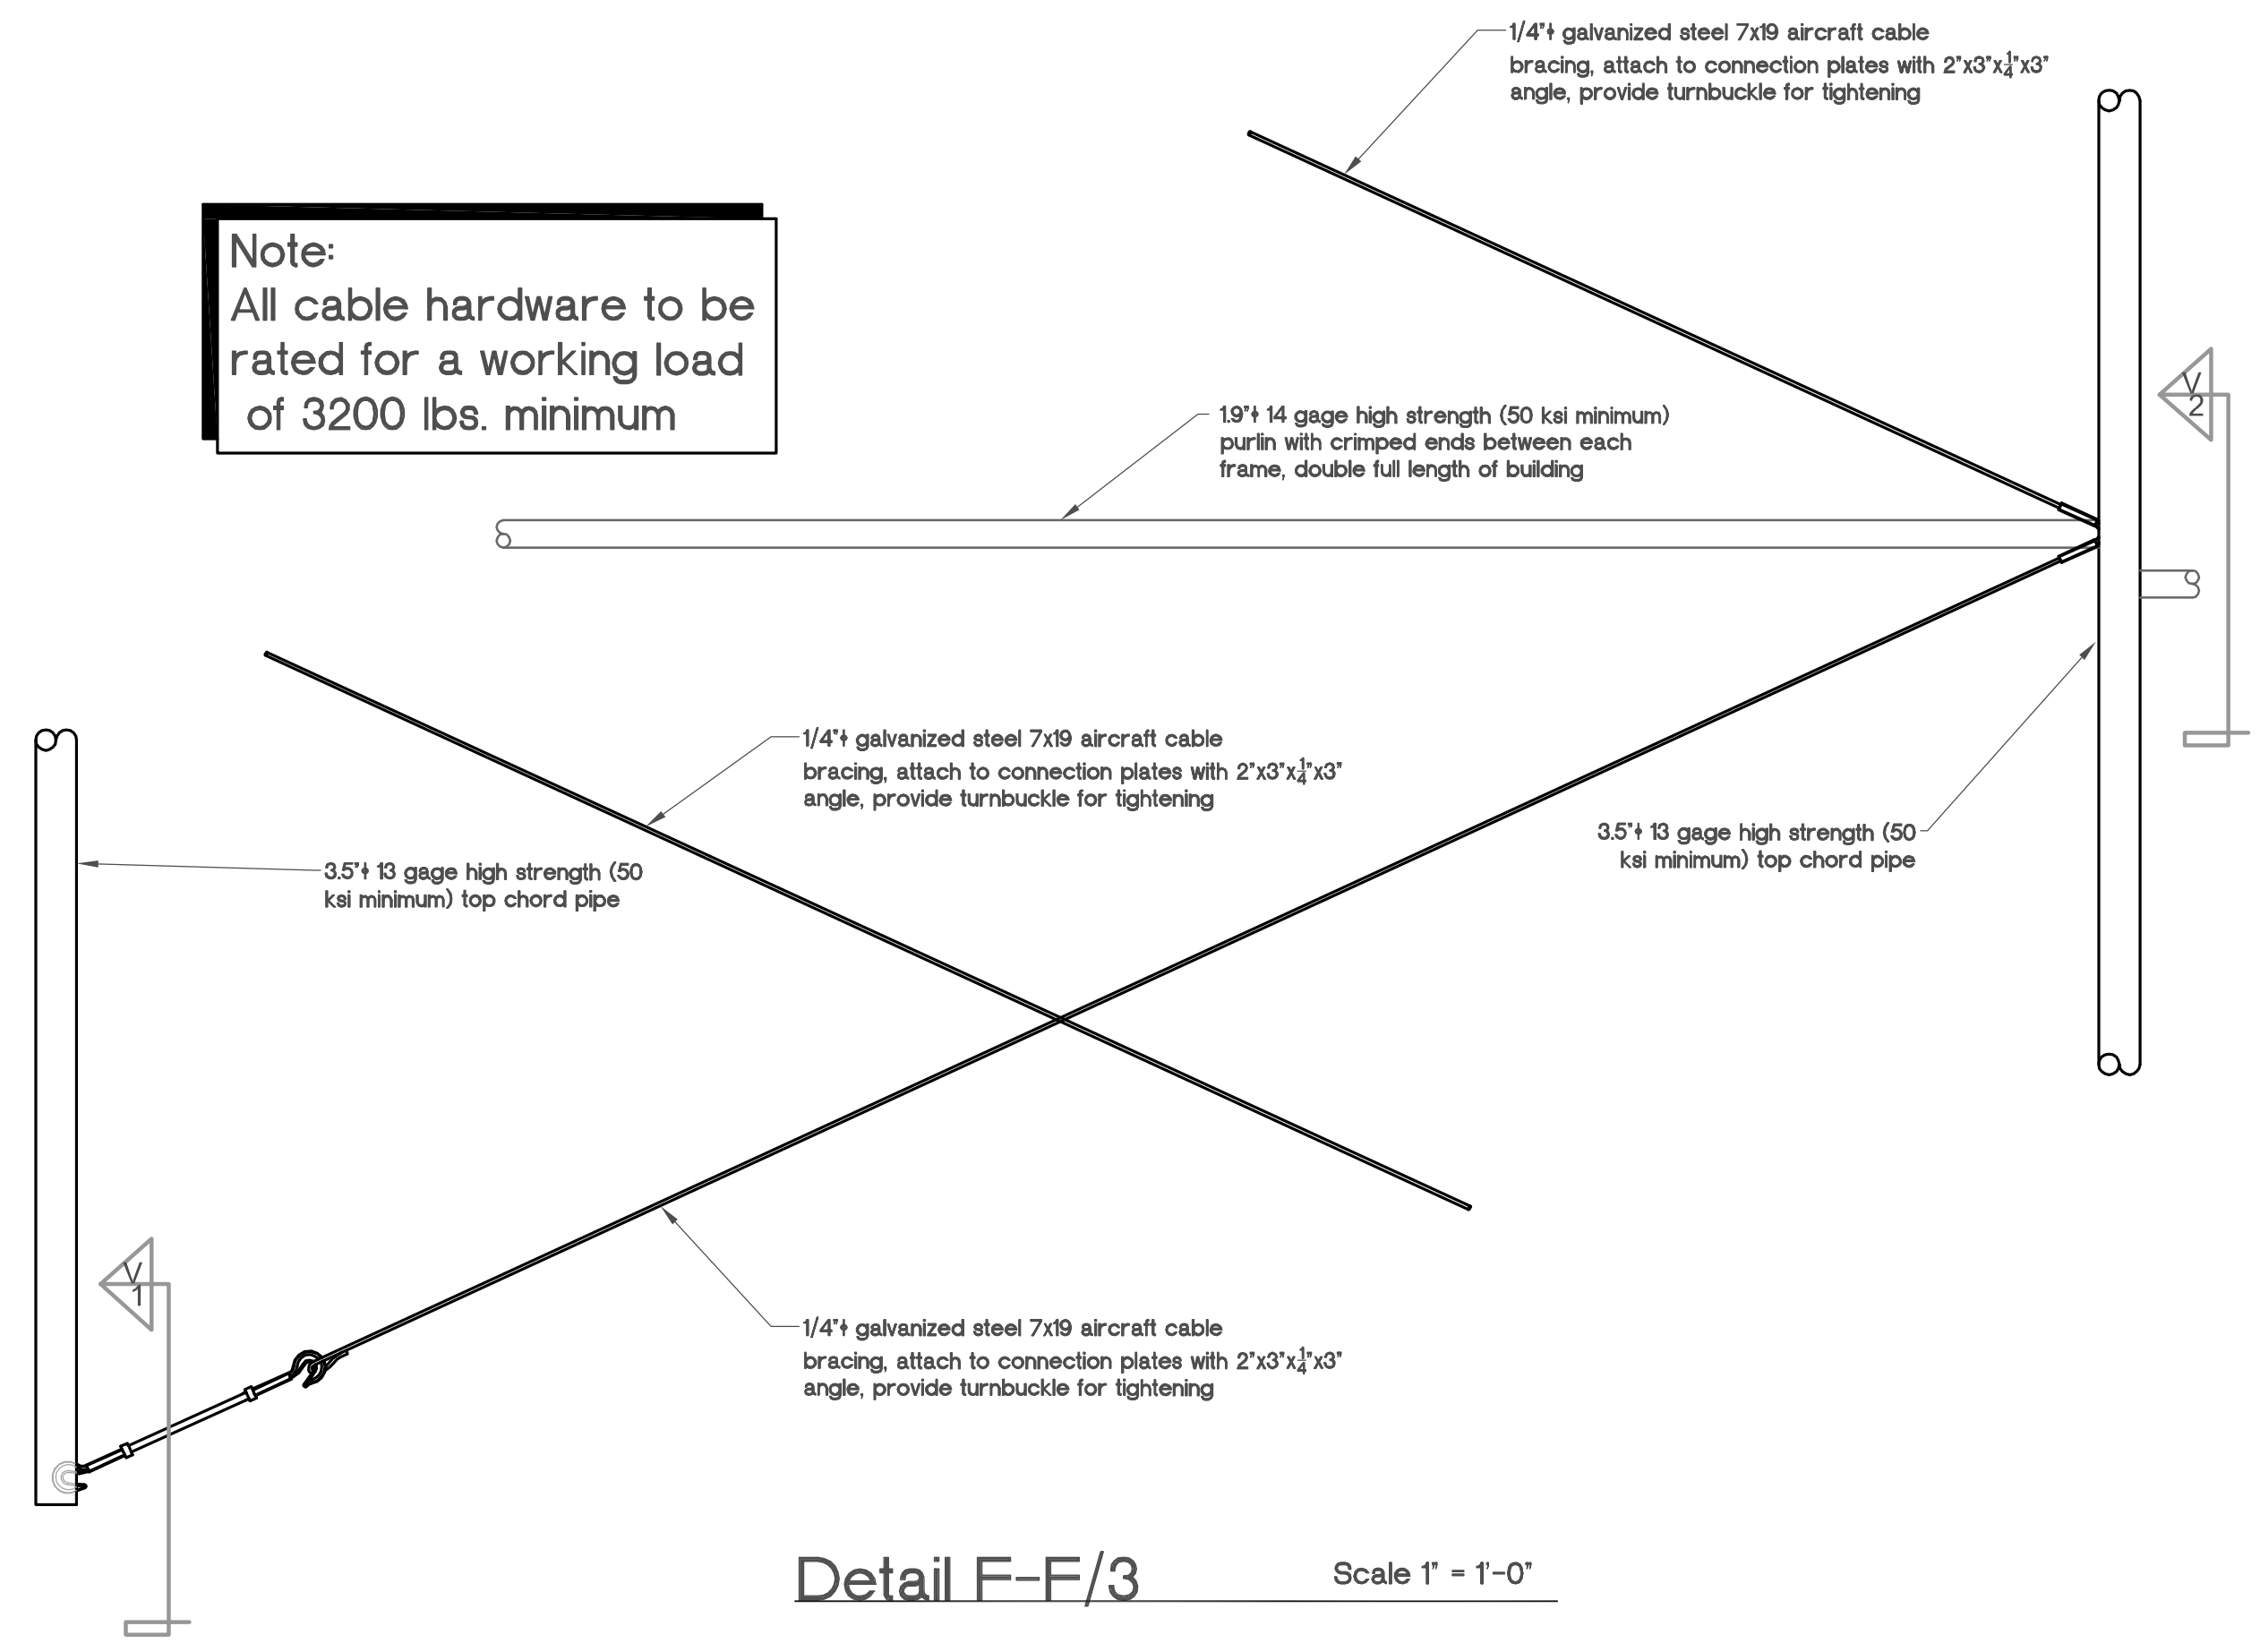 1/4"ϕ galvanized steel 7x19 aircraft cable
bracing, attach to connection plates with 2"x3"x1/4"x3"
angle, provide turnbuckle for tightening
Note:
All cable hardware to be
rated for a working load
of 3200 lbs. minimum
V
2
1.9"ϕ 14 gage high strength (50 ksi minimum)
purlin with crimped ends between each
frame, double full length of building
1/4"ϕ galvanized steel 7x19 aircraft cable
bracing, attach to connection plates with 2"x3"x1/4"x3"
angle, provide turnbuckle for tightening
3.5"ϕ 13 gage high strength (50
ksi minimum) top chord pipe
3.5"ϕ 13 gage high strength (50
ksi minimum) top chord pipe
V
1
1/4"ϕ galvanized steel 7x19 aircraft cable
bracing, attach to connection plates with 2"x3"x1/4"x3"
angle, provide turnbuckle for tightening
Detail F-F/3
Scale 1" = 1'-0"